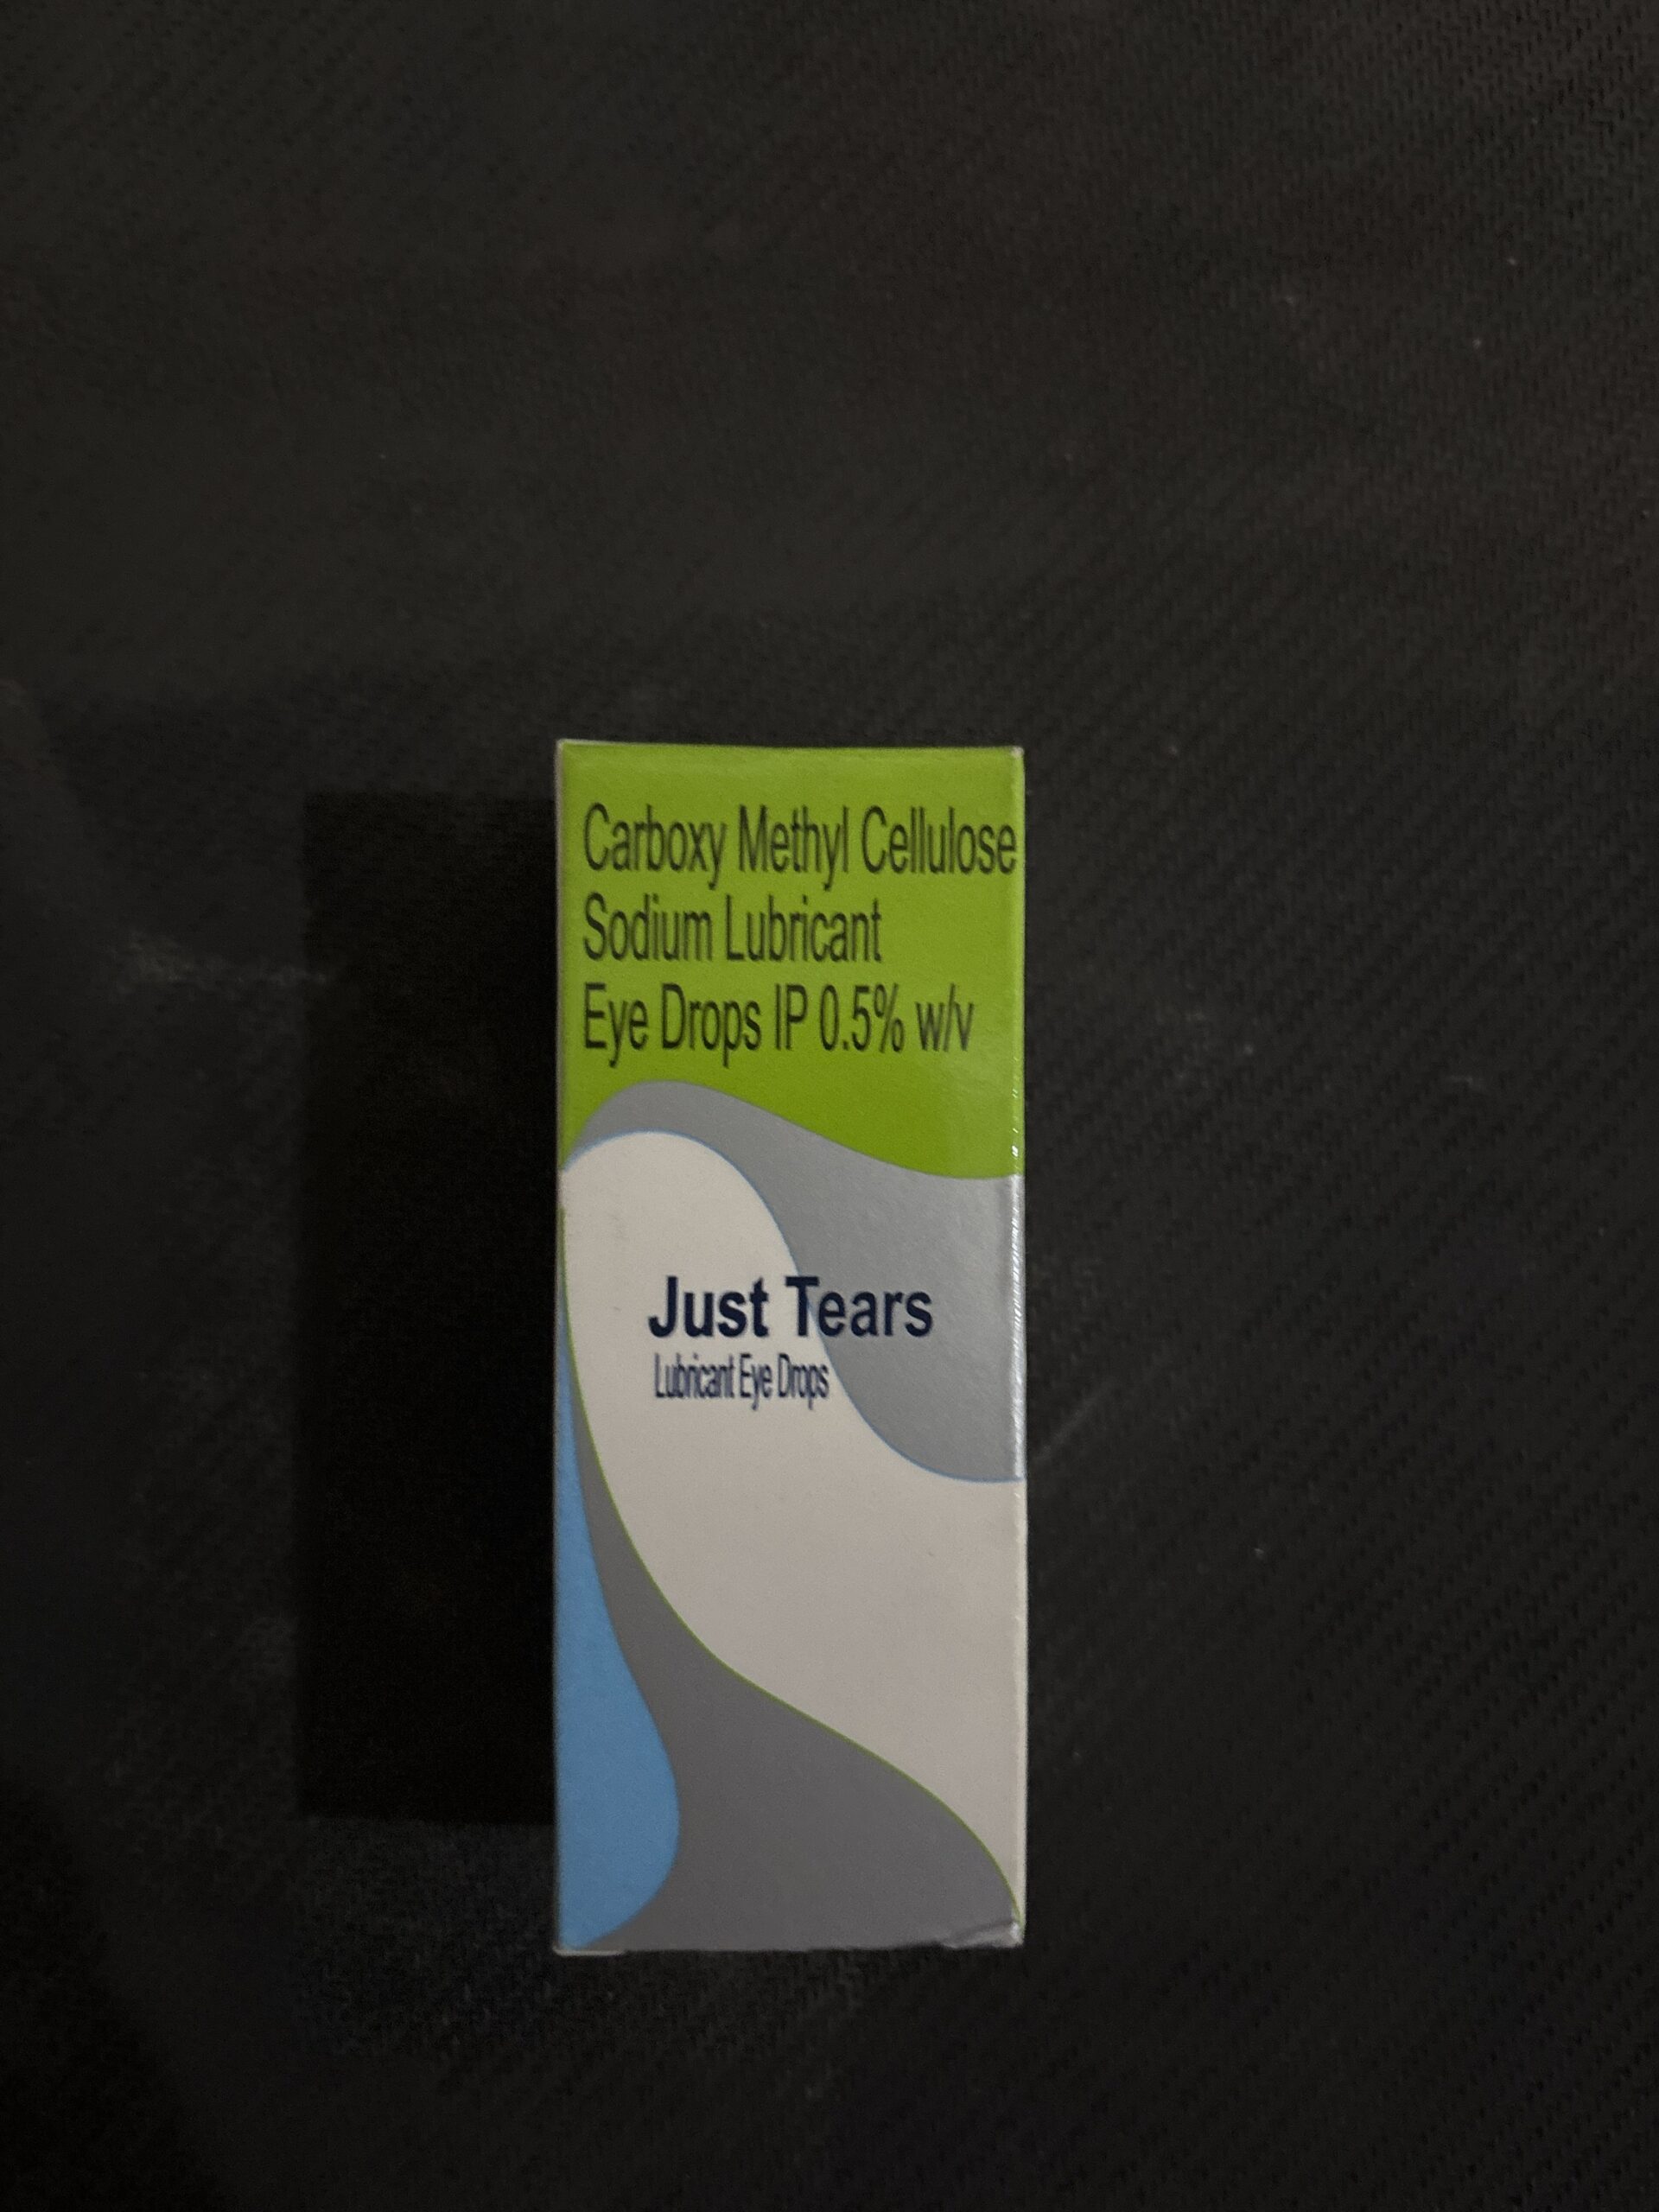 Carboxy Methyl Cellulose
Sodium Lubricant
Eye Drops IP 0.5% w/v
Just Tears
Lubricant Eye Drops